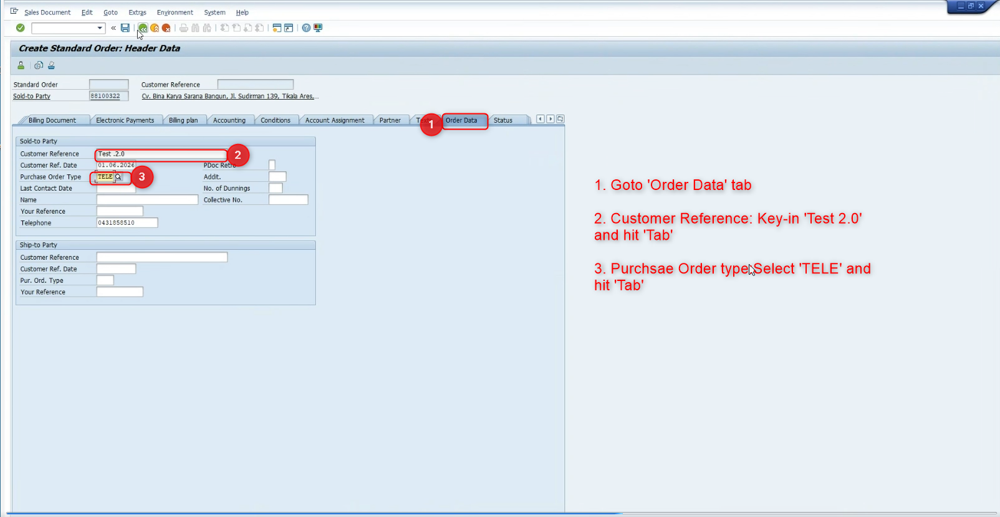 Sales Document Edit Goto Extras Environment System Help
Create Standard Order: Header Data
Standard Order Customer Reference
Sold-to Party 88100322 Cv. Bina Karya Sarana Bangun, Jl. Sudirman 139, Tikala Ares,...
Billing Document Electronic Payments Billing plan Accounting Conditions Account Assignment Partner 1 Order Data Status
Sold-to Party
Customer Reference Test .2.0 2
Customer Ref. Date 01.06.2026 PDoc Retro
Purchase Order Type TELE 3 Addit.
Last Contact Date No. of Dunnings
Name Collective No.
Your Reference
Telephone 0431858510
Ship-to Party
Customer Reference
Customer Ref. Date
Pur. Ord. Type
Your Reference
1. Goto 'Order Data' tab
2. Customer Reference: Key-in 'Test 2.0'
and hit 'Tab'
3. Purchsae Order type Select 'TELE' and
hit 'Tab'